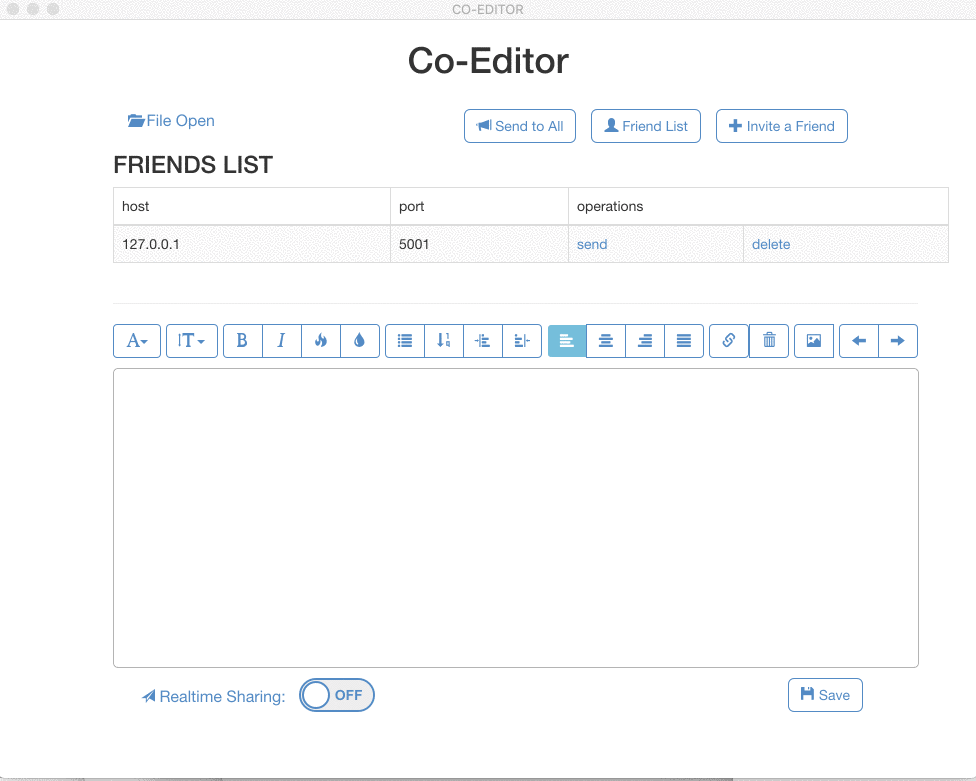 CO-EDITOR
Co-Editor
File Open
Send to All
Friend List
Invite a Friend
FRIENDS LIST
host port operations
127.0.0.1 5001 send delete
A T B I
Realtime Sharing: OFF
Save